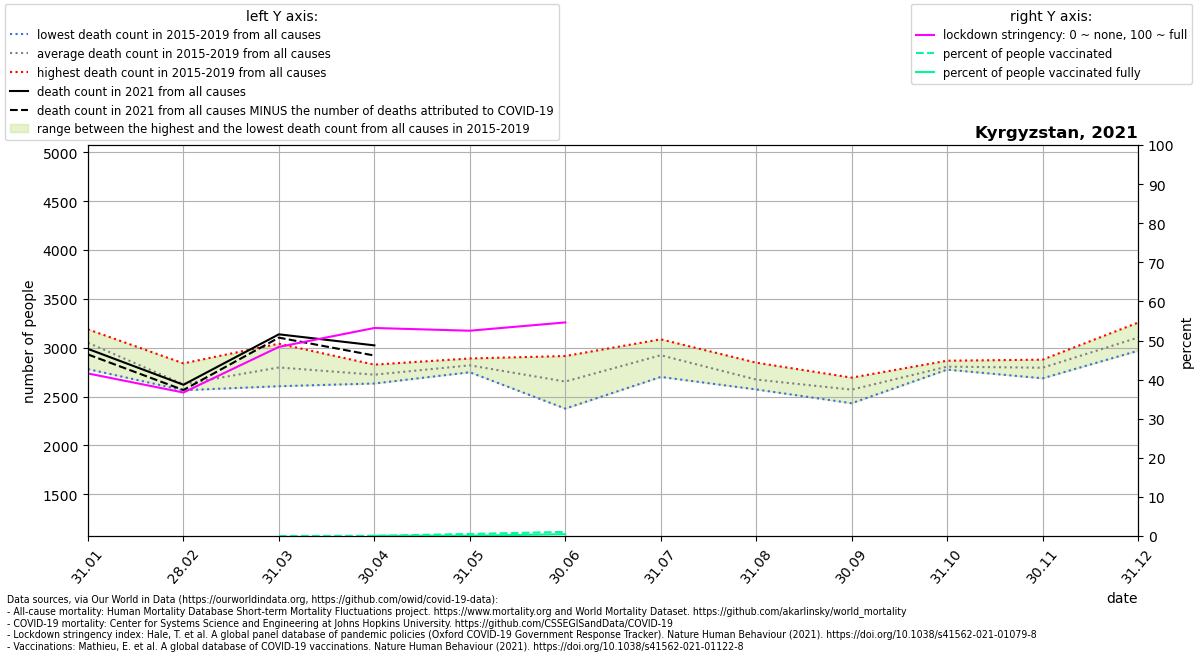 left Y axis:
lowest death count in 2015-2019 from all causes
average death count in 2015-2019 from all causes
highest death count in 2015-2019 from all causes
death count in 2021 from all causes
death count in 2021 from all causes MINUS the number of deaths attributed to COVID-19
range between the highest and the lowest death count from all causes in 2015-2019
right Y axis:
lockdown stringency: 0 ~ none, 100 ~ full
percent of people vaccinated
percent of people vaccinated fully
Kyrgyzstan, 2021
number of people
5000
4500
4000
3500
3000
2500
2000
1500
100
90
80
70
60
50
40
30
20
10
0
percent
31.01
28.02
31.03
30.04
31.05
30.06
31.07
31.08
30.09
31.10
30.11
31.12
date
Data sources, via Our World in Data (https://ourworldindata.org, https://github.com/owid/covid-19-data):
- All-cause mortality: Human Mortality Database Short-term Mortality Fluctuations project. https://www.mortality.org and World Mortality Dataset. https://github.com/akarlinsky/world_mortality
- COVID-19 mortality: Center for Systems Science and Engineering at Johns Hopkins University. https://github.com/CSSEGISandData/COVID-19
- Lockdown stringency index: Hale, T. et al. A global panel database of pandemic policies (Oxford COVID-19 Government Response Tracker). Nature Human Behaviour (2021). https://doi.org/10.1038/s41562-021-01079-8
- Vaccinations: Mathieu, E. et al. A global database of COVID-19 vaccinations. Nature Human Behaviour (2021). https://doi.org/10.1038/s41562-021-01122-8